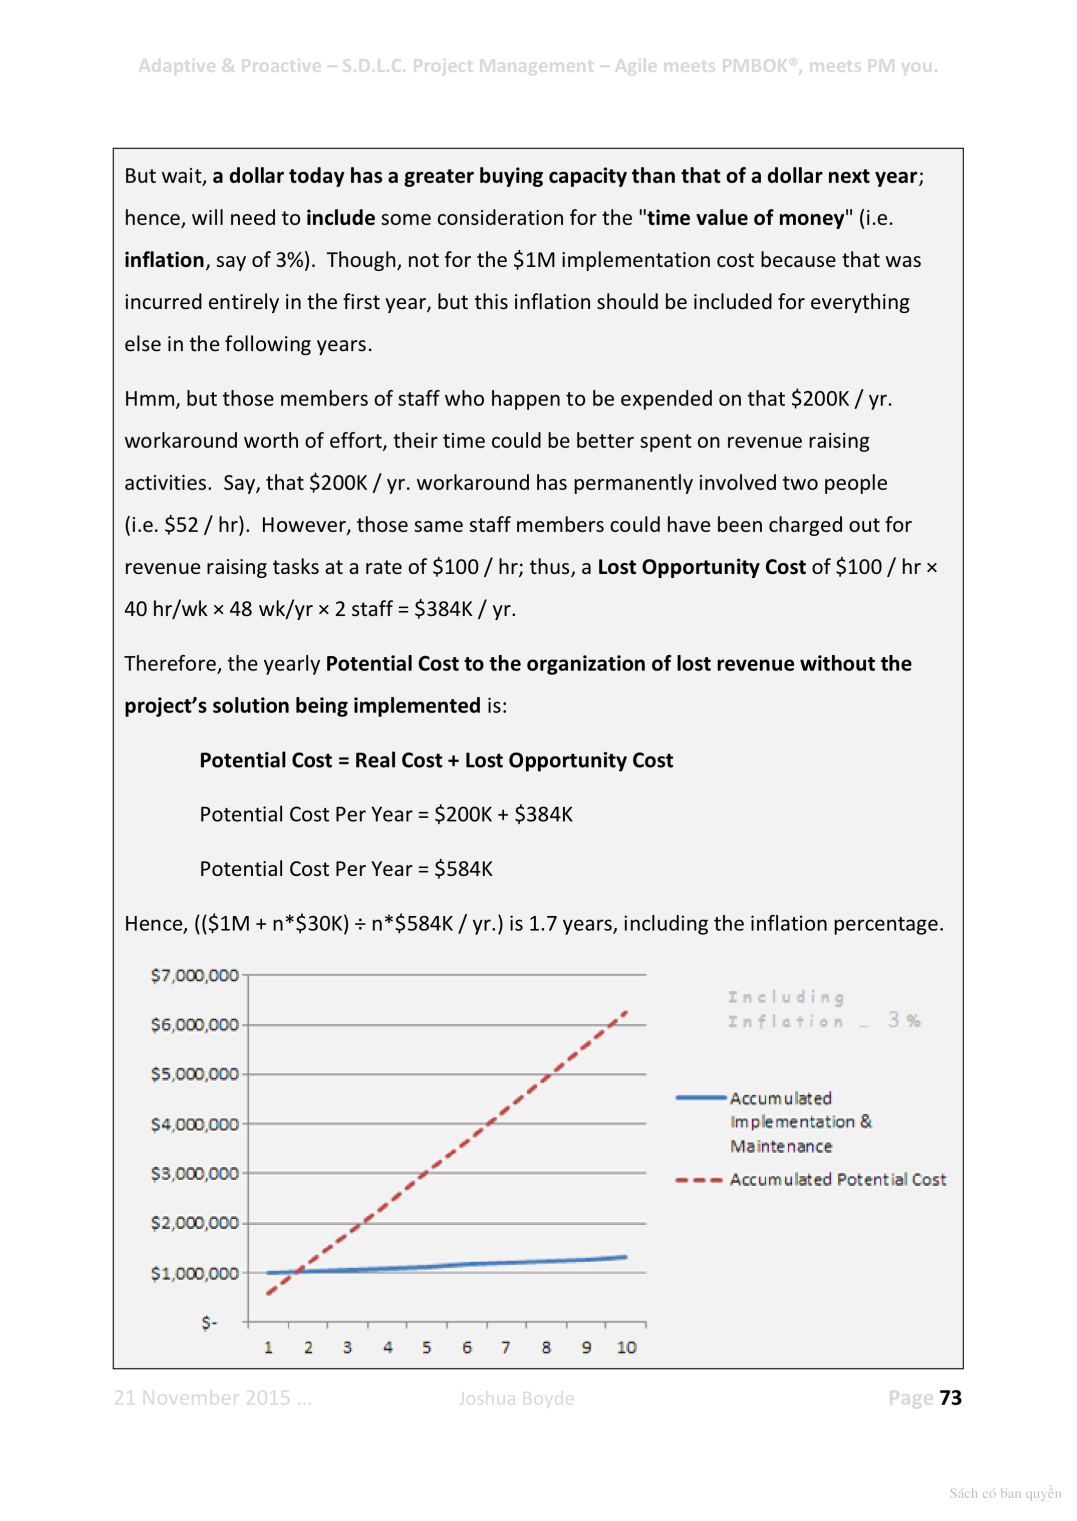 Adaptive & Proactive – S.D.L.C. Project Management – Agile meets PMBOK®, meets PM you.
But wait, a dollar today has a greater buying capacity than that of a dollar next year;
hence, will need to include some consideration for the "time value of money" (i.e.
inflation, say of 3%).  Though, not for the $1M implementation cost because that was
incurred entirely in the first year, but this inflation should be included for everything
else in the following years.
Hmm, but those members of staff who happen to be expended on that $200K / yr.
workaround worth of effort, their time could be better spent on revenue raising
activities.  Say, that $200K / yr. workaround has permanently involved two people
(i.e. $52 / hr).  However, those same staff members could have been charged out for
revenue raising tasks at a rate of $100 / hr; thus, a Lost Opportunity Cost of $100 / hr ×
40 hr/wk × 48 wk/yr × 2 staff = $384K / yr.
Therefore, the yearly Potential Cost to the organization of lost revenue without the
project’s solution being implemented is:
Potential Cost = Real Cost + Lost Opportunity Cost
Potential Cost Per Year = $200K + $384K
Potential Cost Per Year = $584K
Hence, (($1M + n*$30K) ÷ n*$584K / yr.) is 1.7 years, including the inflation percentage.
$7,000,000
$6,000,000
$5,000,000
$4,000,000
$3,000,000
$2,000,000
$1,000,000
$-
1 2 3 4 5 6 7 8 9 10
Including
Inflation … 3%
Accumulated
Implementation &
Maintenance
Accumulated Potential Cost
21 November 2015 … Joshua Boyde Page 73
Sách có bản quyền